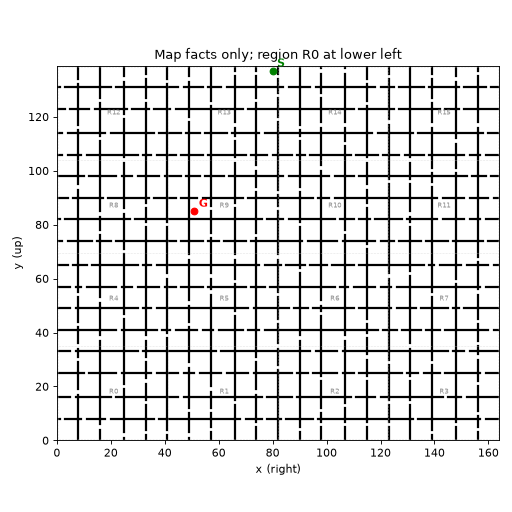 Map facts only; region R0 at lower left
S
120
R12 R13 R14 R15
100
G
R8 R9 R10 R11
80
y (up)
60
R4 R5 R6 R7
40
20
R0 R1 R2 R3
0
0 20 40 60 80 100 120 140 160
x (right)